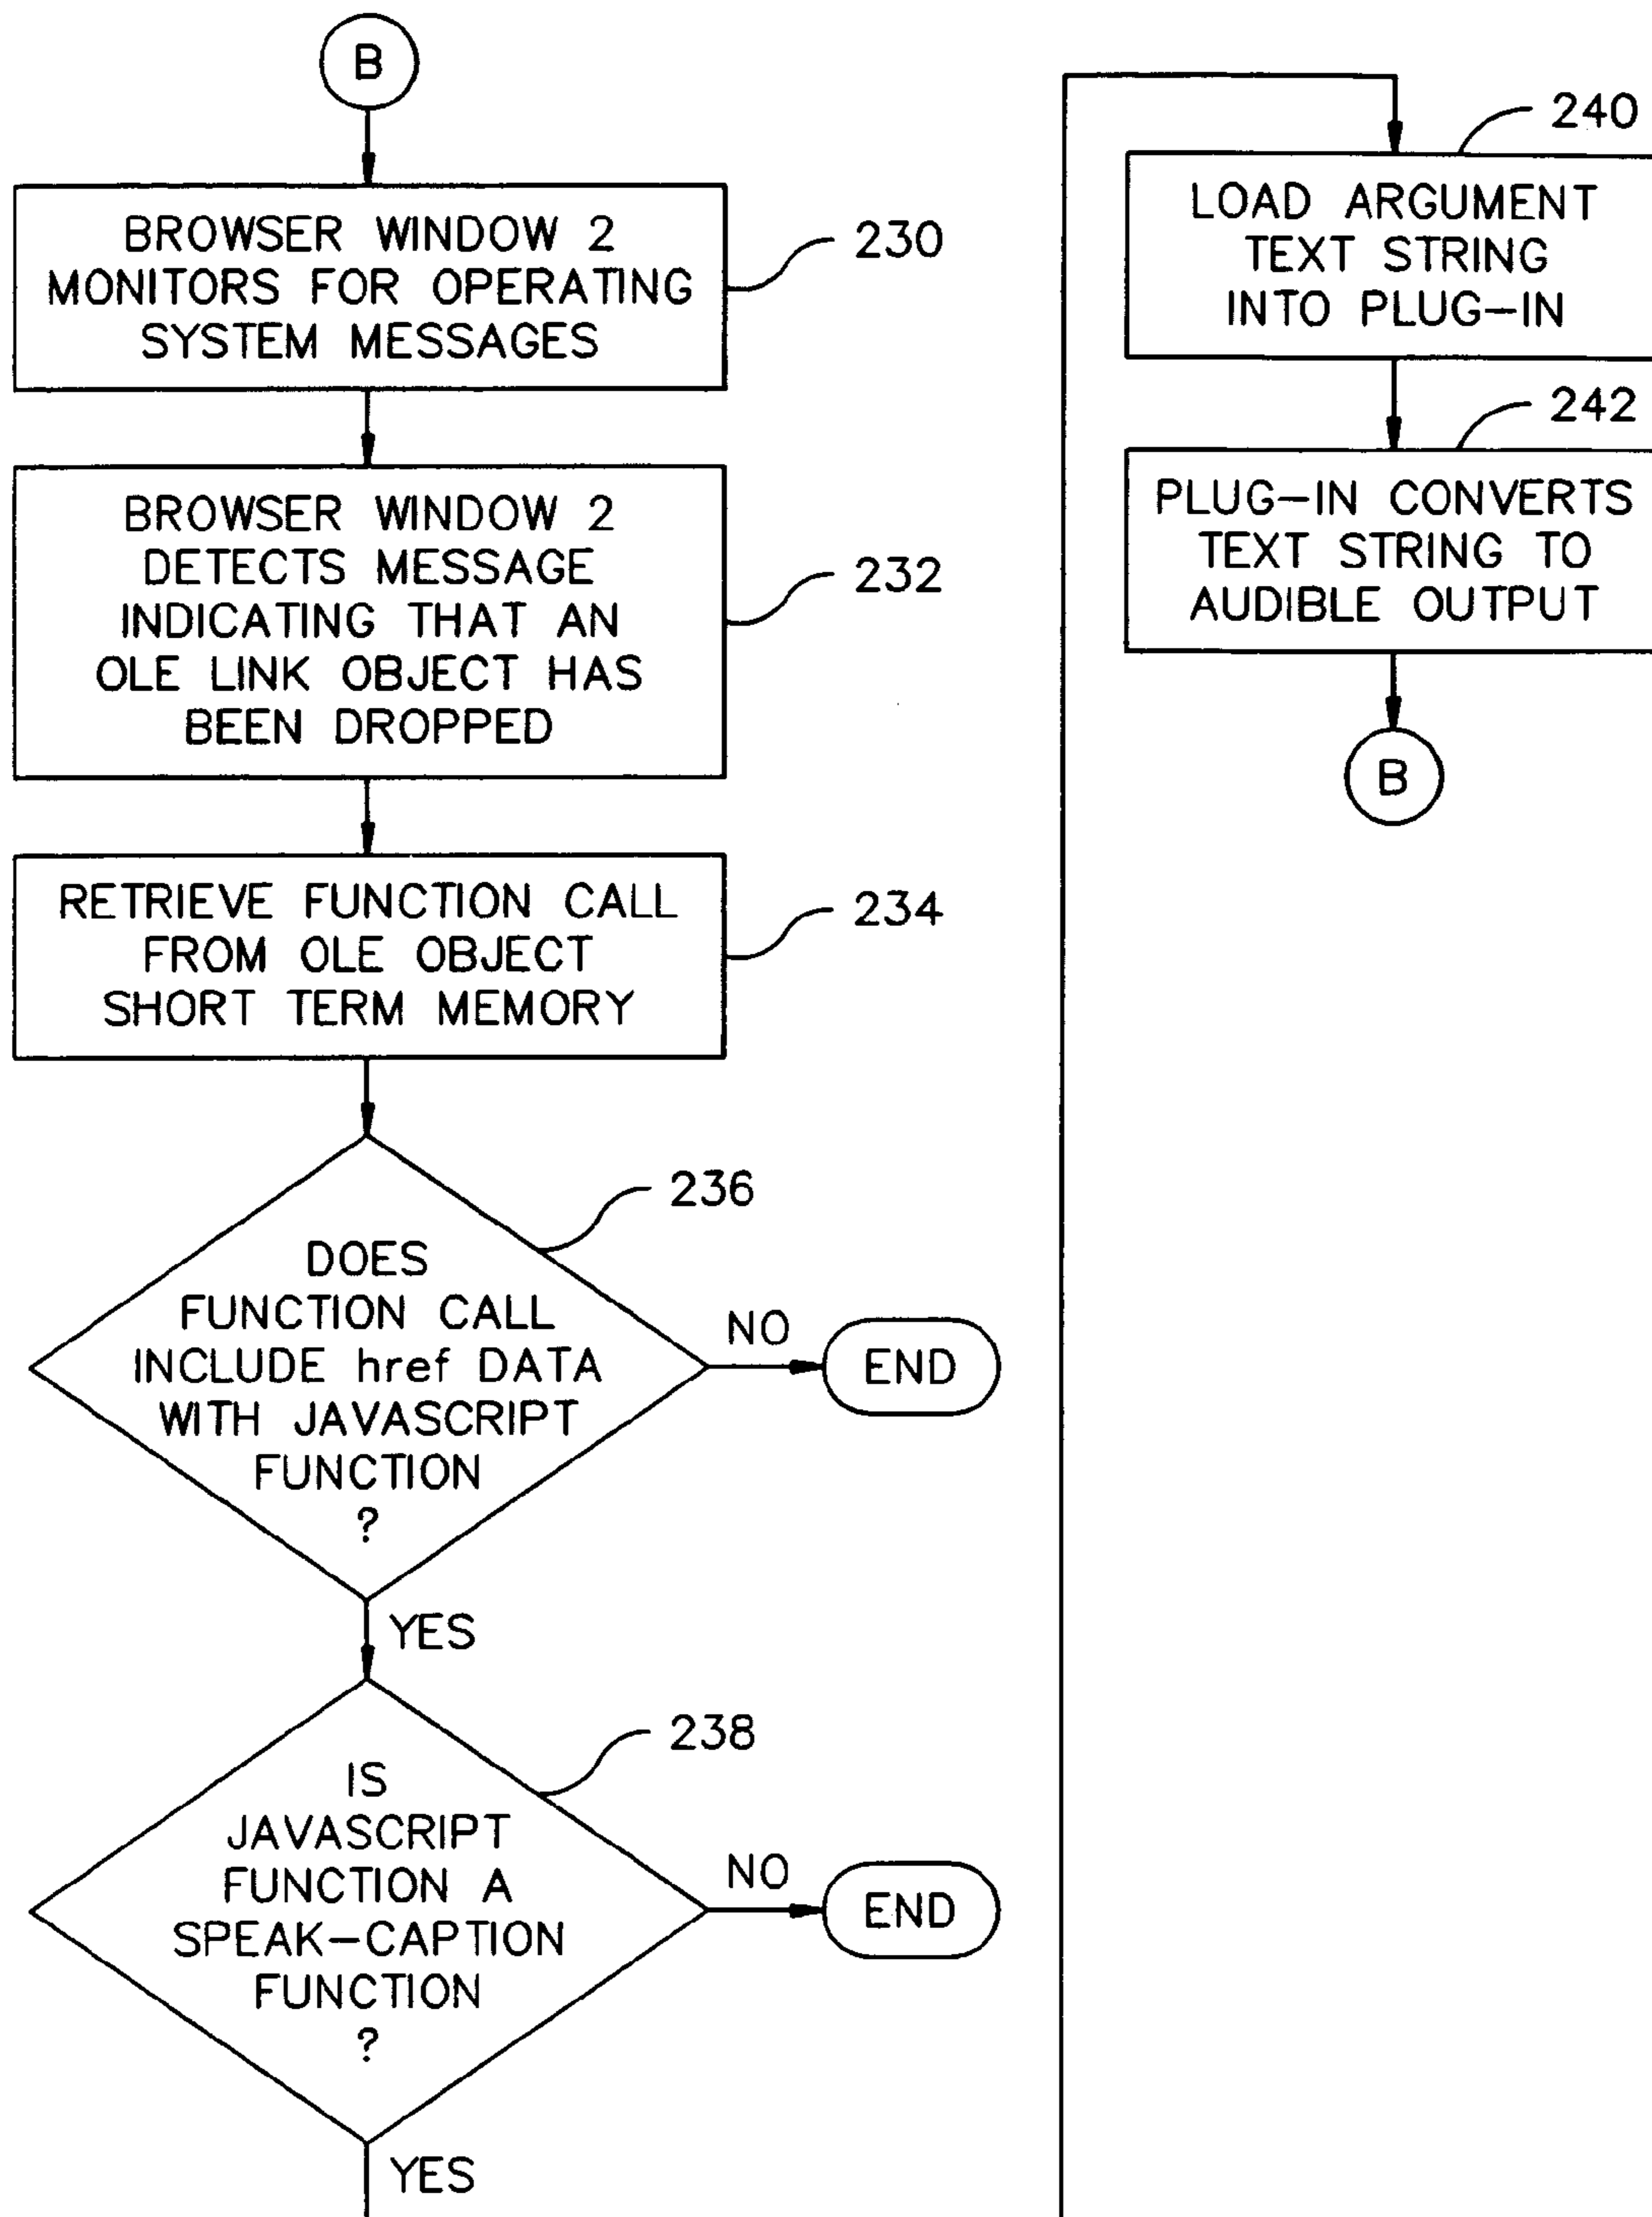 B
BROWSER WINDOW 2
MONITORS FOR OPERATING
SYSTEM MESSAGES
230
BROWSER WINDOW 2
DETECTS MESSAGE
INDICATING THAT AN
OLE LINK OBJECT HAS
BEEN DROPPED
232
RETRIEVE FUNCTION CALL
FROM OLE OBJECT
SHORT TERM MEMORY
234
DOES
FUNCTION CALL
INCLUDE href DATA
WITH JAVASCRIPT
FUNCTION
?
236
NO
END
YES
IS
JAVASCRIPT
FUNCTION A
SPEAK-CAPTION
FUNCTION
?
238
NO
END
YES
240
LOAD ARGUMENT
TEXT STRING
INTO PLUG-IN
242
PLUG-IN CONVERTS
TEXT STRING TO
AUDIBLE OUTPUT
B